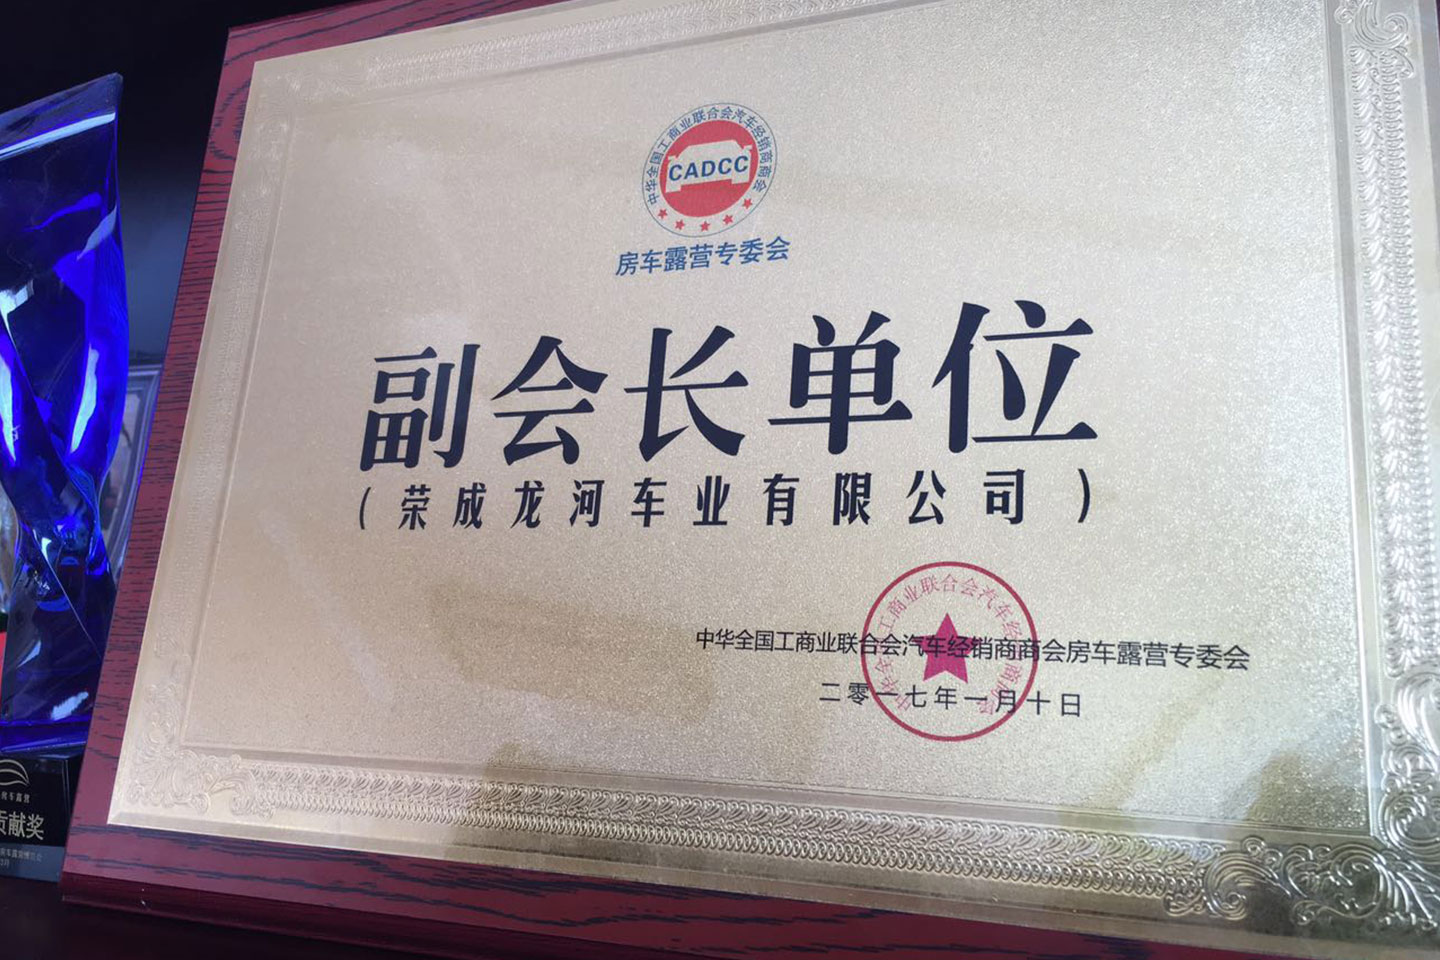 中华全国工商业联合会汽车经销商商会
CADCC
房车露营专委会
副会长单位
（荣成龙河车业有限公司）
中华全国工商业联合会汽车经销商商会房车露营专委会
二零一七年一月十日
贡献奖